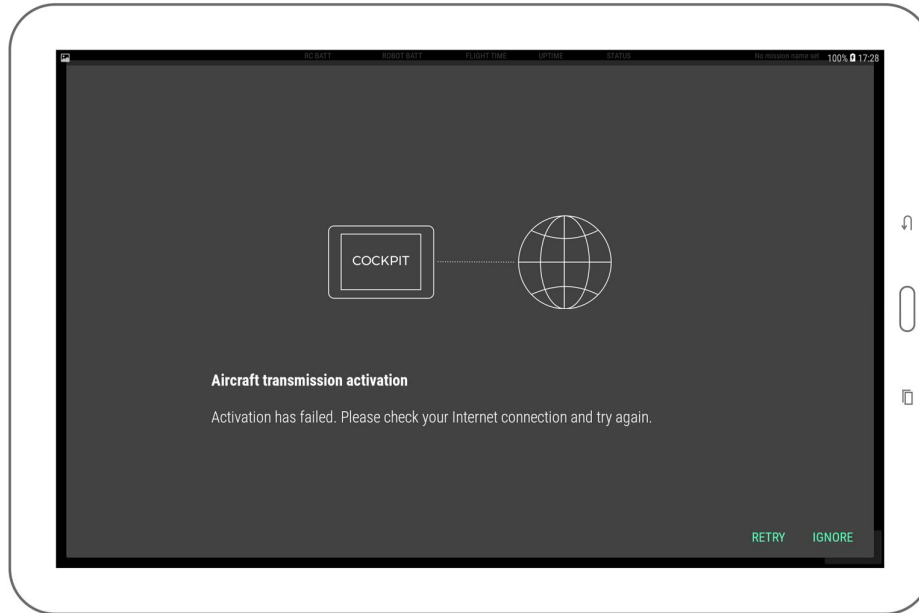 RC BATT ROBOT BATT FLIGHT TIME UPTIME STATUS No mission name set 100% 17:28
COCKPIT
Aircraft transmission activation
Activation has failed. Please check your Internet connection and try again.
RETRY IGNORE